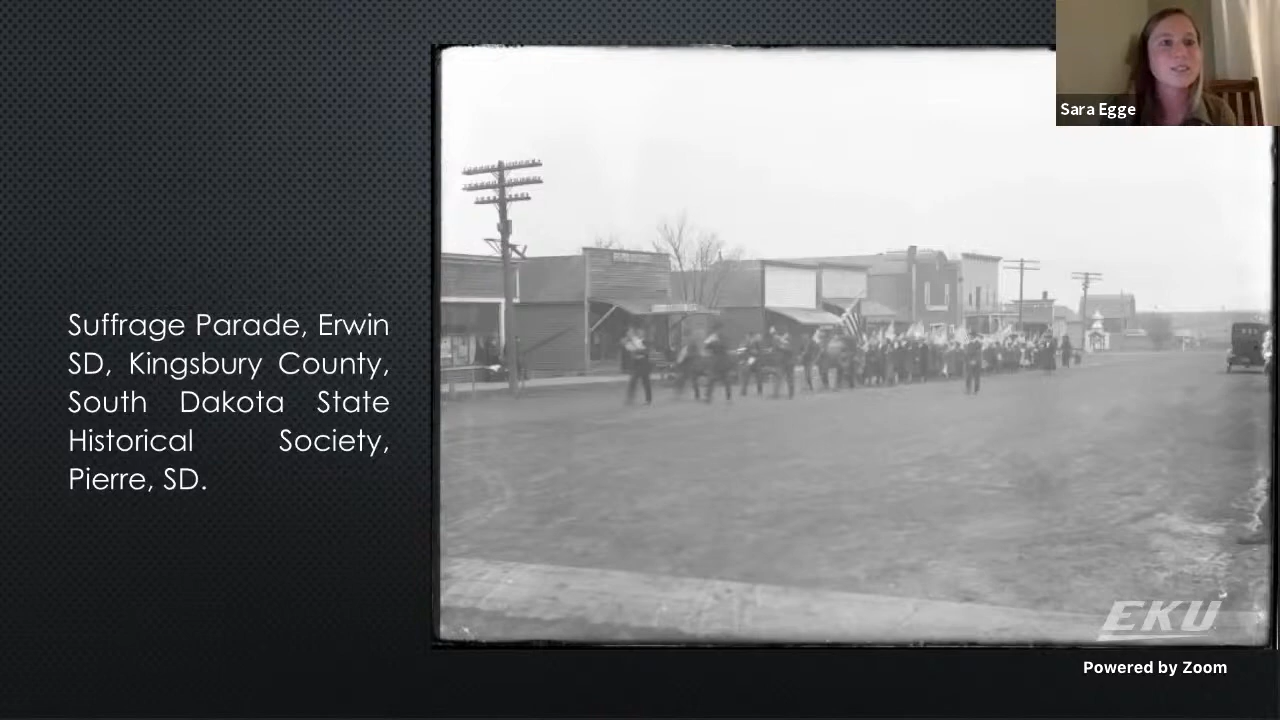 Sara Egge
Suffrage Parade, Erwin
SD, Kingsbury County,
South Dakota State
Historical Society,
Pierre, SD.
EKU
Powered by Zoom